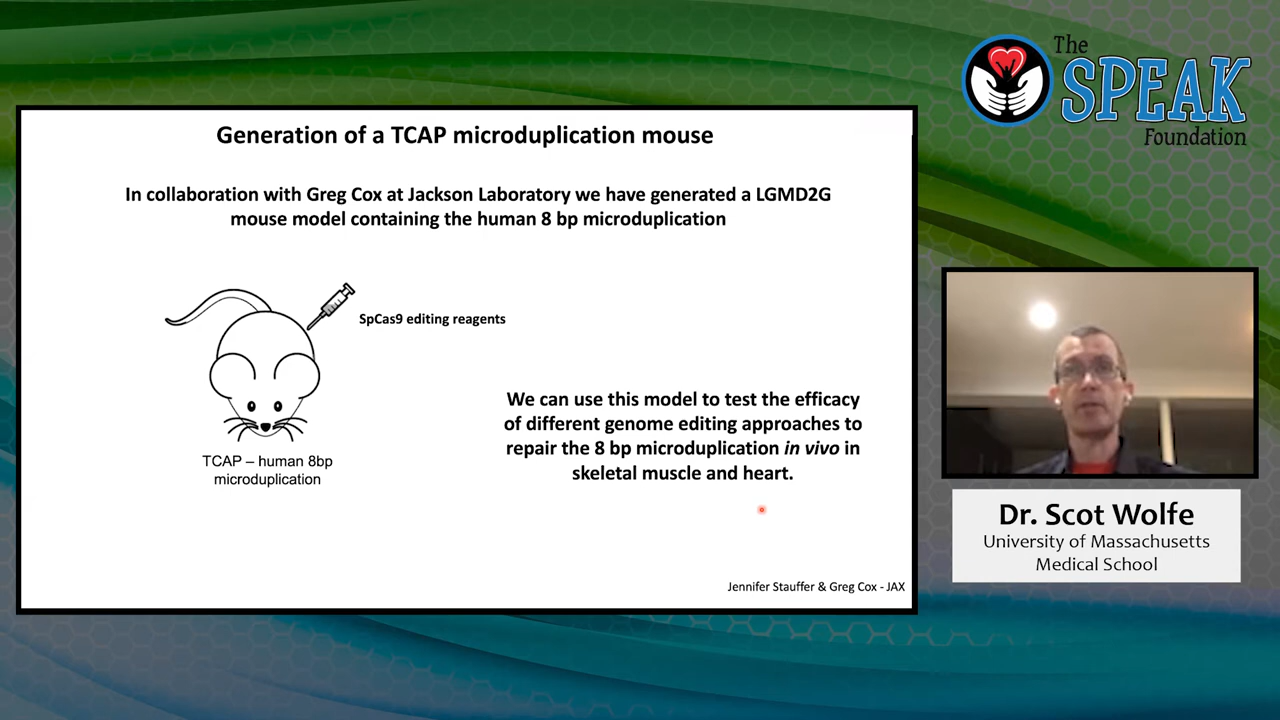 The
SPEAK
Foundation
Generation of a TCAP microduplication mouse
In collaboration with Greg Cox at Jackson Laboratory we have generated a LGMD2G
mouse model containing the human 8 bp microduplication
SpCas9 editing reagents
We can use this model to test the efficacy
of different genome editing approaches to
repair the 8 bp microduplication in vivo in
skeletal muscle and heart.
TCAP – human 8bp
microduplication
Jennifer Stauffer & Greg Cox - JAX
Dr. Scot Wolfe
University of Massachusetts
Medical School